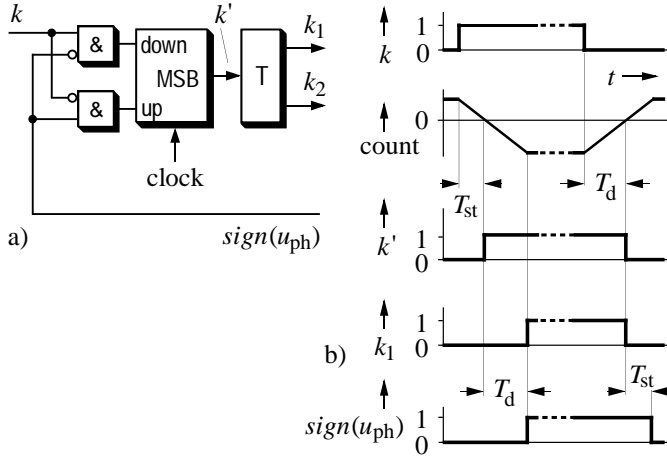 k
&
down
MSB
up
&
k'
T
k1
k2
clock
sign(uph)
a)
k
1
0
t
0
count
Tst
Td
k'
1
0
b)
k1
1
0
Td
Tst
sign(uph)
1
0